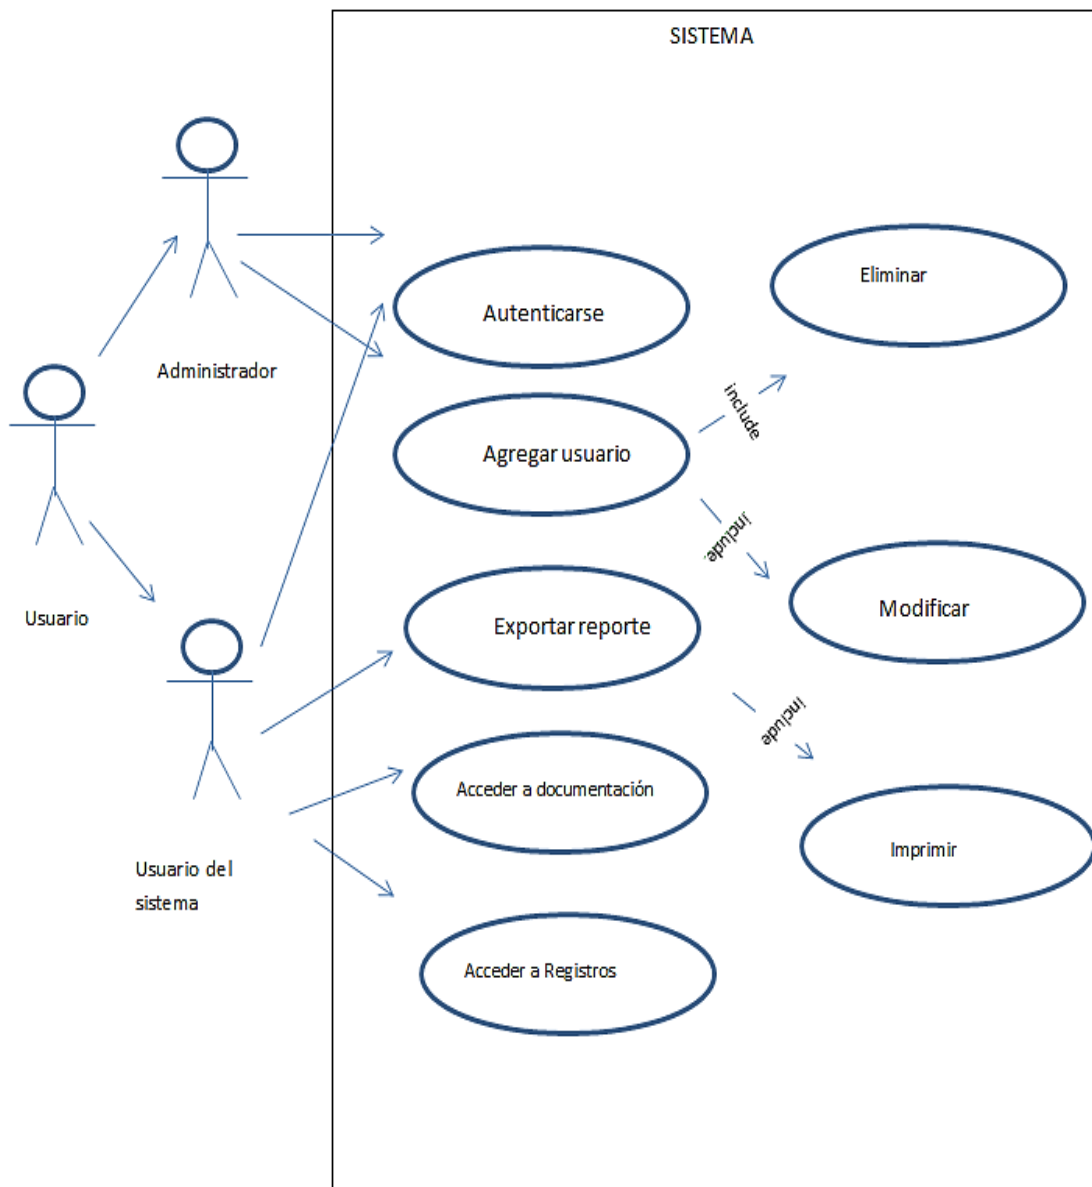 SISTEMA
Administrador
Usuario
Usuario del
sistema
Autenticarse
Eliminar
include
Agregar usuario
include
Modificar
Exportar reporte
include
Acceder a documentación
Imprimir
Acceder a Registros